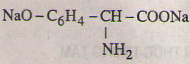 NaO – C₆H₄ – CH – COONa
NH₂